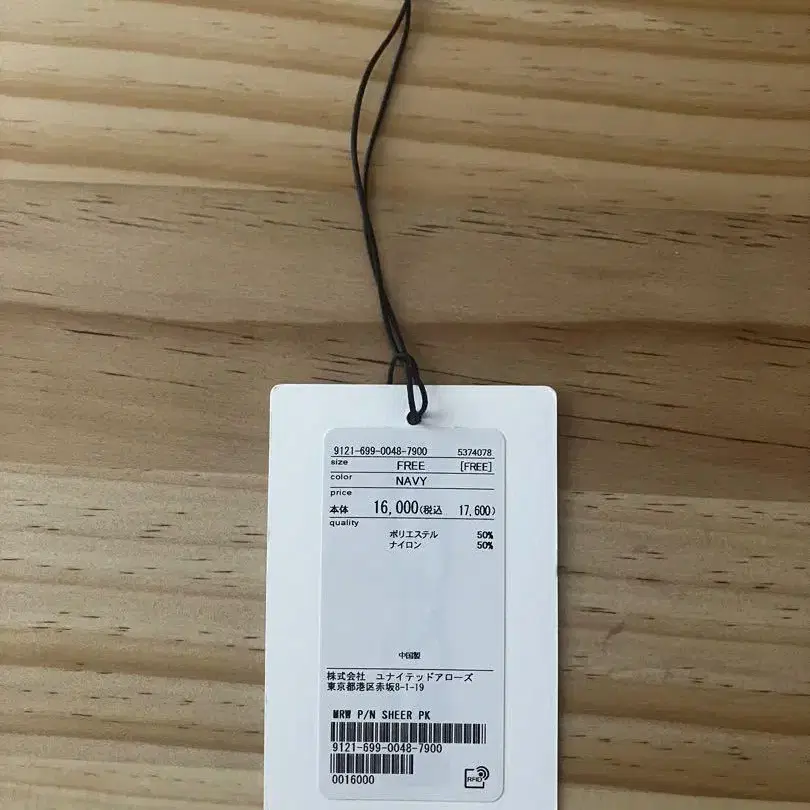 9121-699-0048-7900 5374078
size FREE [FREE]
color NAVY
price
本体 16,000(税込 17,600)
quality
ポリエステル 50%
ナイロン 50%
中国製
株式会社 ユナイテッドアローズ
東京都港区赤坂8-1-19
MRW P/N SHEER PK
9121-699-0048-7900
0016000
RFID